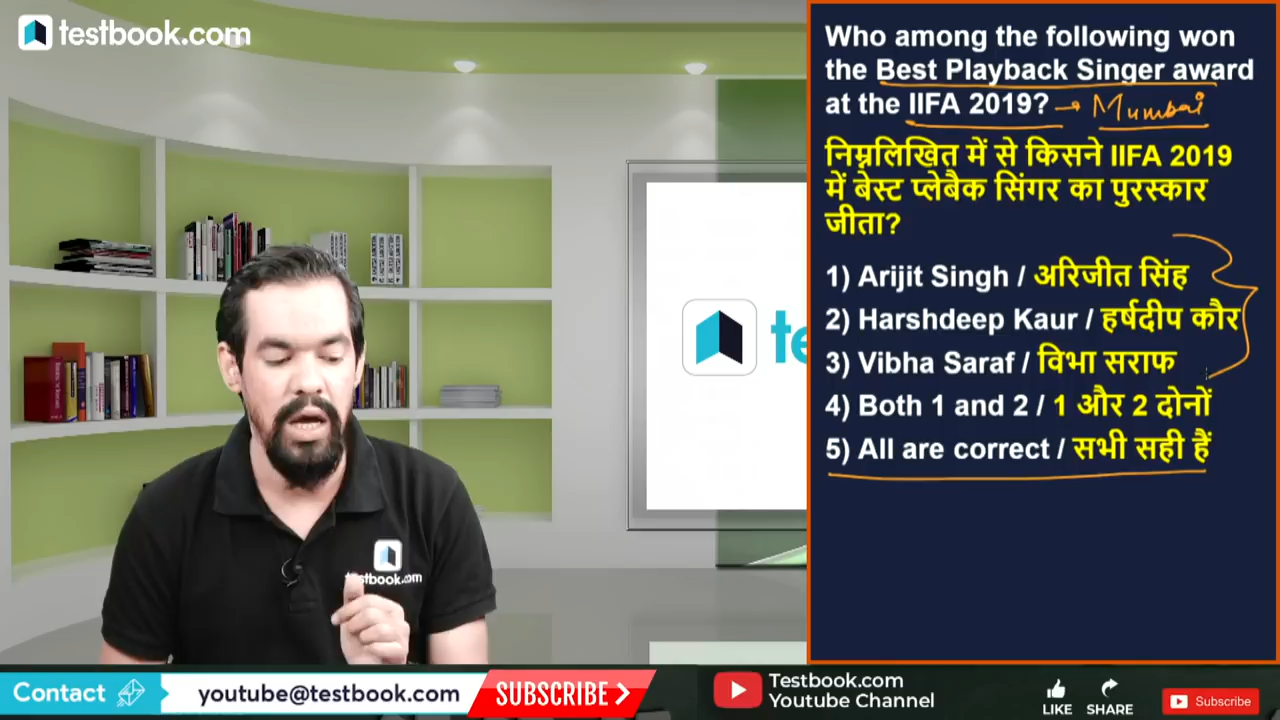 testbook.com
Who among the following won
the Best Playback Singer award
at the IIFA 2019? → Mumbai
निम्नलिखित में से किसने IIFA 2019
में बेस्ट प्लेबैक सिंगर का पुरस्कार
जीता?
1) Arijit Singh / अरिजीत सिंह
2) Harshdeep Kaur / हर्षदीप कौर
3) Vibha Saraf / विभा सराफ
4) Both 1 and 2 / 1 और 2 दोनों
5) All are correct / सभी सही हैं
te
testbook.com
Contact
youtube@testbook.com
SUBSCRIBE
Testbook.com
Youtube Channel
LIKE
SHARE
Subscribe